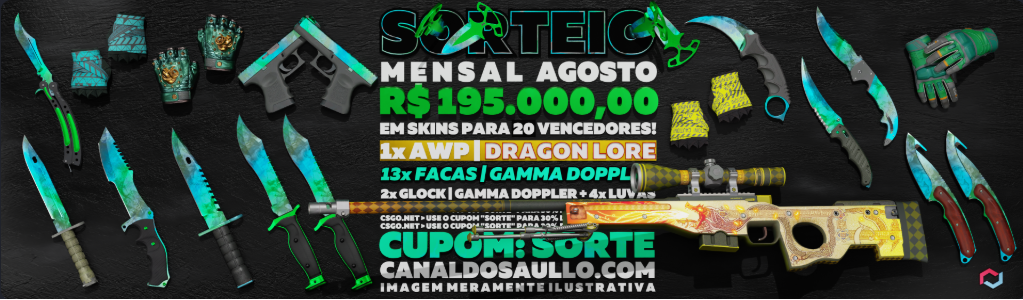 SORTEIO
MENSAL AGOSTO
R$ 195.000,00
EM SKINS PARA 20 VENCEDORES!
1x AWP | DRAGON LORE
13x FACAS | GAMMA DOPPL
2x GLOCK | GAMMA DOPPLER + 4x LUVAS
CSGO.NET > USE O CUPOM "SORTE" PARA 30%
CUPOM: SORTE
CANALDOSAULLO.COM
IMAGEM MERAMENTE ILUSTRATIVA